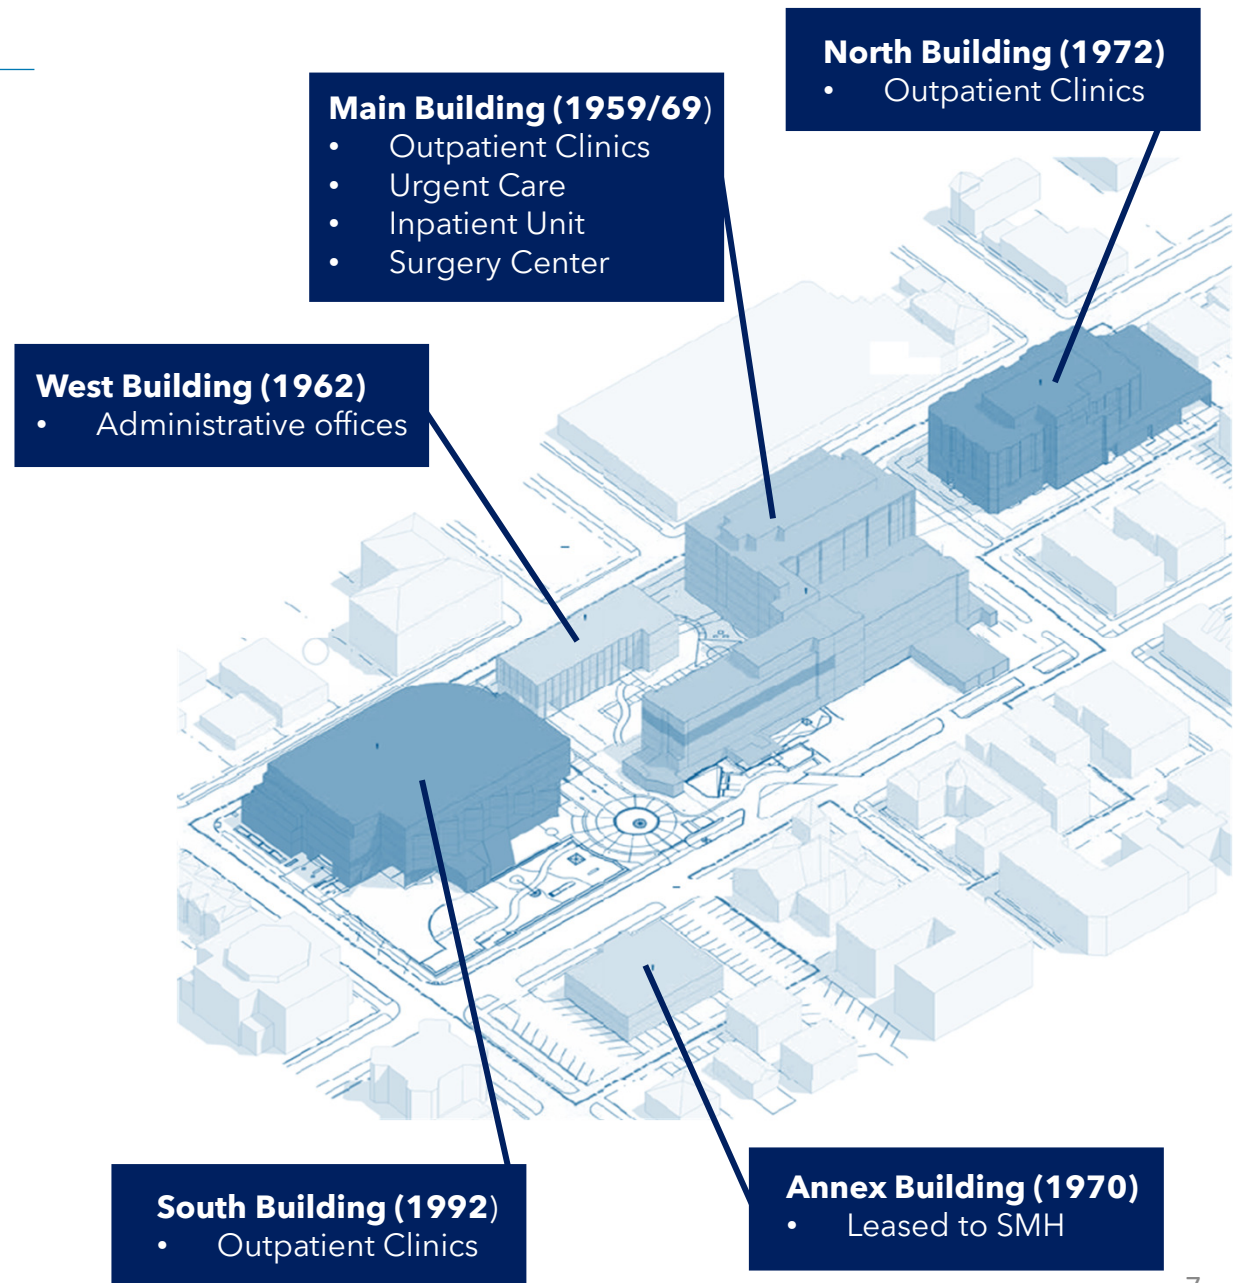 North Building (1972)
• Outpatient Clinics
Main Building (1959/69)
• Outpatient Clinics
• Urgent Care
• Inpatient Unit
• Surgery Center
West Building (1962)
• Administrative offices
South Building (1992)
• Outpatient Clinics
Annex Building (1970)
• Leased to SMH
7